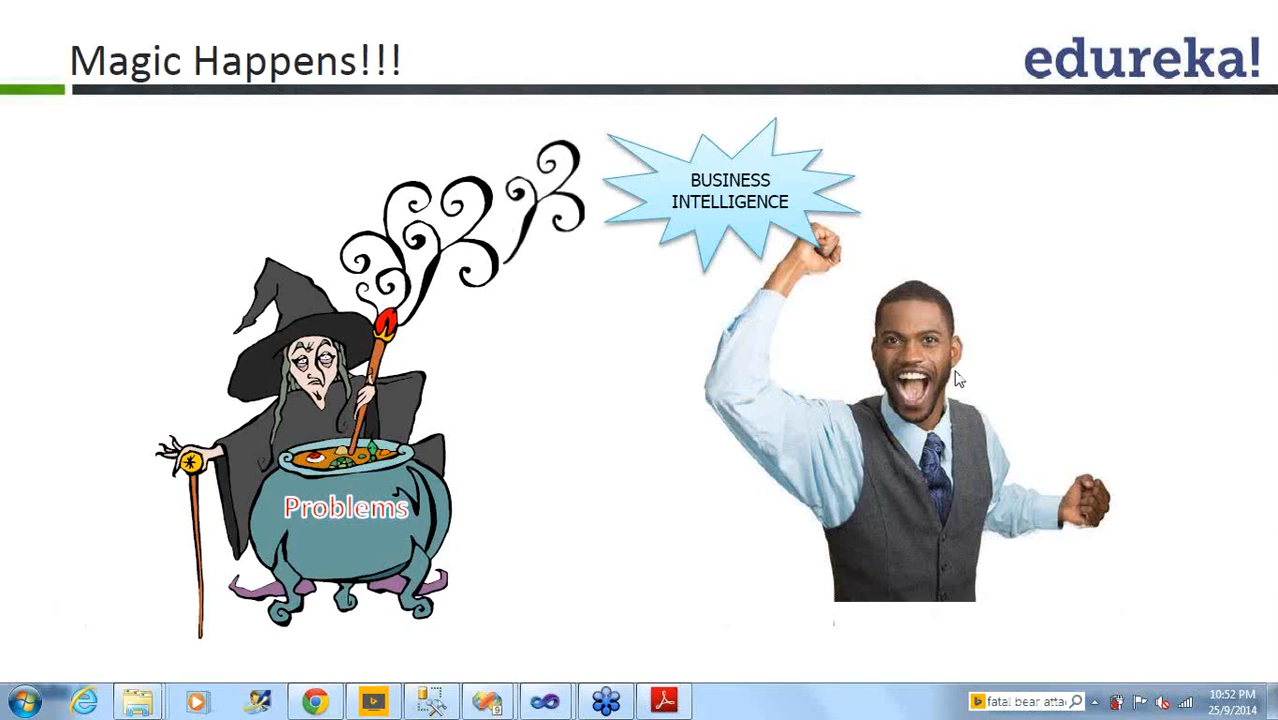 Magic Happens!!!
edureka!
BUSINESS
INTELLIGENCE
Problems
fatal bear atta
10:52 PM
25/9/2014